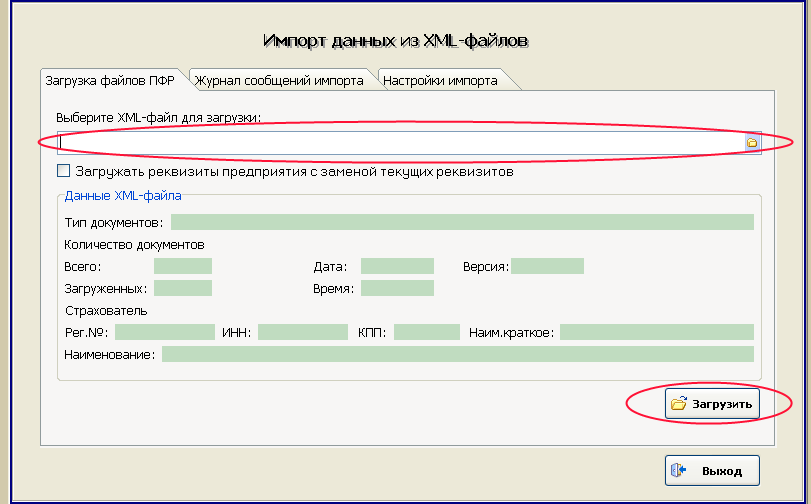 Импорт данных из XML-файлов
Загрузка файлов ПФР Журнал сообщений импорта Настройки импорта
Выберите XML-файл для загрузки:
Загружать реквизиты предприятия с заменой текущих реквизитов
Данные XML-файла
Тип документов:
Количество документов
Всего: Дата: Версия:
Загруженных: Время:
Страхователь
Рег.№: ИНН: КПП: Наим.краткое:
Наименование:
Загрузить
Выход